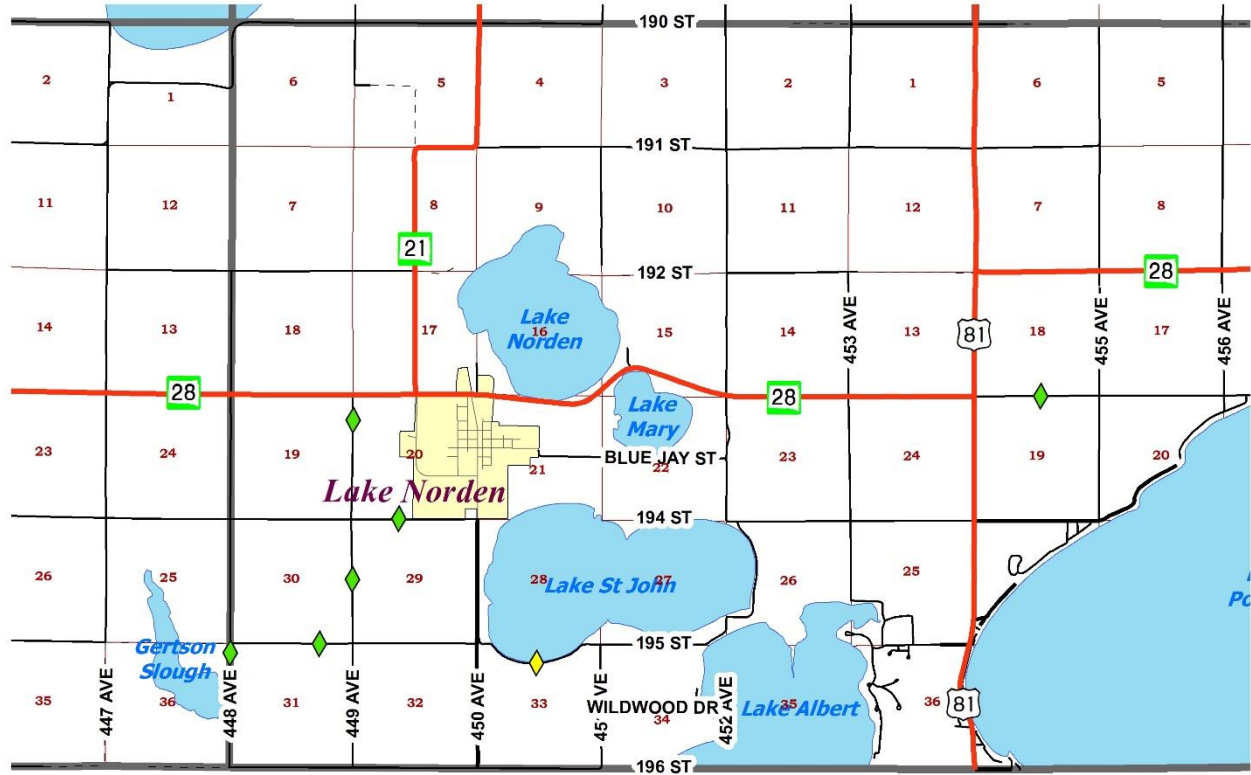 190 ST
2
1
6
5
4
3
2
1
6
5
191 ST
11
12
7
8
9
10
11
12
7
8
21
192 ST
28
14
13
18
17
Lake
Norden
16
15
14
453 AVE
13
81
18
455 AVE
17
456 AVE
28
28
Lake
Mary
23
24
19
20
21
BLUE JAY ST
22
23
24
19
20
Lake Norden
194 ST
26
25
30
29
28
Lake St John
27
26
25
Gertson
Slough
195 ST
35
447 AVE
36
448 AVE
31
449 AVE
32
450 AVE
33
WILDWOOD DR
34
452 AVE
35
Lake Albert
36
81
196 ST